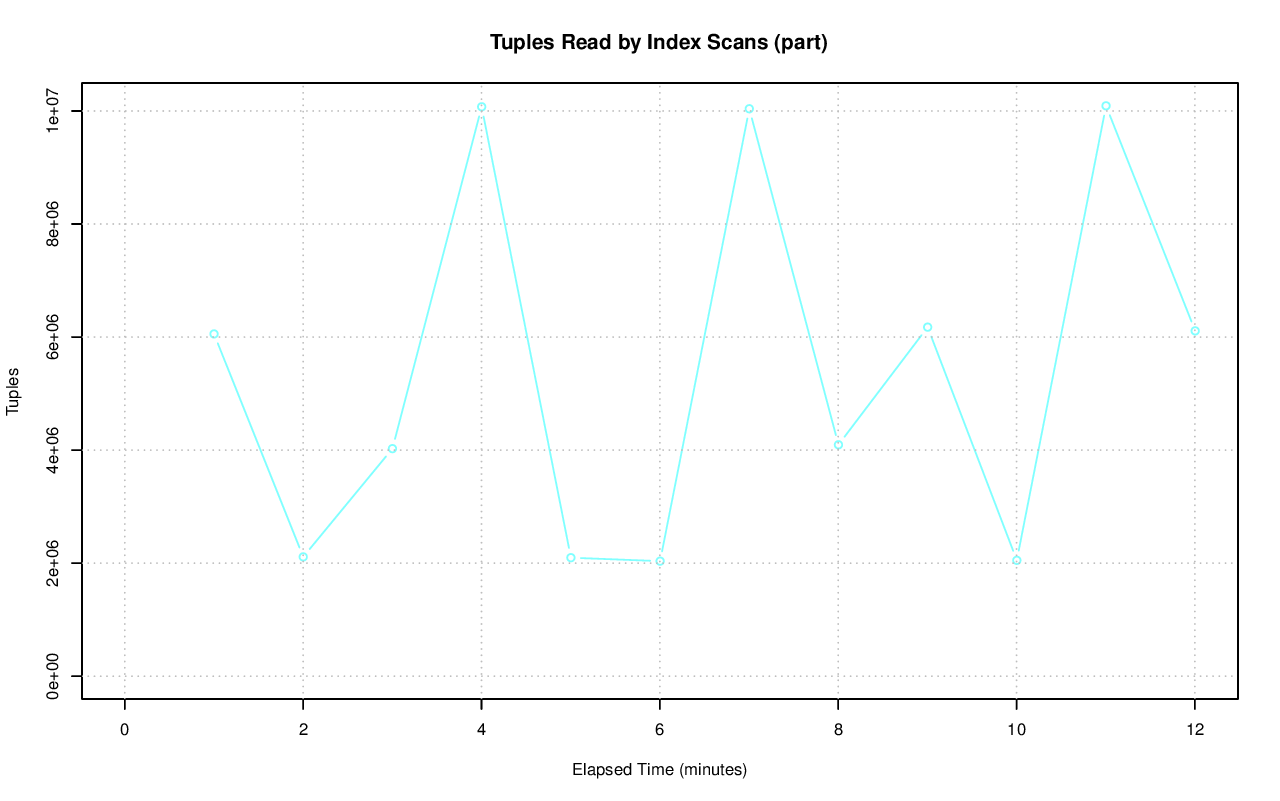 Tuples Read by Index Scans (part)
1e+07
8e+06
6e+06
4e+06
2e+06
0e+00
Tuples
0 2 4 6 8 10 12
Elapsed Time (minutes)